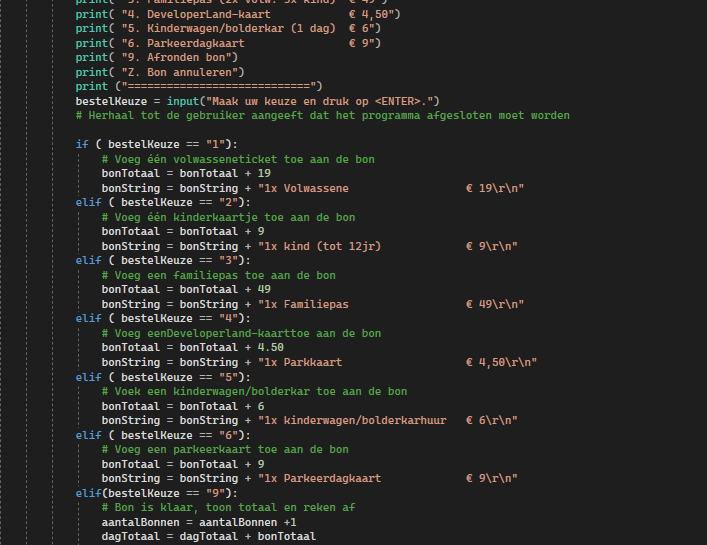 print( "3. Familiepas (2x volw. 3x kind)  € 49")
print( "4. DeveloperLand-kaart            € 4,50")
print( "5. Kinderwagen/bolderkar (1 dag)  € 6")
print( "6. Parkeerdagkaart                € 9")
print( "9. Afronden bon")
print( "Z. Bon annuleren")
print ("============================")
bestelKeuze = input("Maak uw keuze en druk op <ENTER>.")
# Herhaal tot de gebruiker aangeeft dat het programma afgesloten moet worden
if ( bestelKeuze == "1"):
# Voeg één volwasseneticket toe aan de bon
bonTotaal = bonTotaal + 19
bonString = bonString + "1x Volwassene                  € 19\r\n"
elif ( bestelKeuze == "2"):
# Voeg één kinderkaartje toe aan de bon
bonTotaal = bonTotaal + 9
bonString = bonString + "1x kind (tot 12jr)             € 9\r\n"
elif ( bestelKeuze == "3"):
# Voeg een familiepas toe aan de bon
bonTotaal = bonTotaal + 49
bonString = bonString + "1x Familiepas                  € 49\r\n"
elif ( bestelKeuze == "4"):
# Voeg eenDeveloperland-kaarttoe aan de bon
bonTotaal = bonTotaal + 4.50
bonString = bonString + "1x Parkkaart                   € 4,50\r\n"
elif ( bestelKeuze == "5"):
# Voek een kinderwagen/bolderkar toe aan de bon
bonTotaal = bonTotaal + 6
bonString = bonString + "1x kinderwagen/bolderkarhuur   € 6\r\n"
elif ( bestelKeuze == "6"):
# Voeg een parkeerkaart toe aan de bon
bonTotaal = bonTotaal + 9
bonString = bonString + "1x Parkeerdagkaart             € 9\r\n"
elif(bestelKeuze == "9"):
# Bon is klaar, toon totaal en reken af
aantalBonnen = aantalBonnen +1
dagTotaal = dagTotaal + bonTotaal